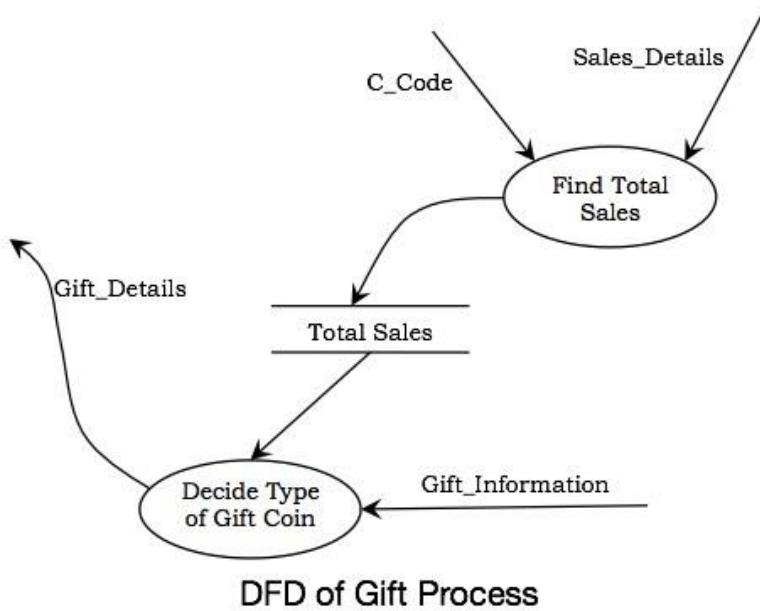 Sales_Details
C_Code
Find Total
Sales
Gift_Details
Total Sales
Decide Type
of Gift Coin
Gift_Information
DFD of Gift Process